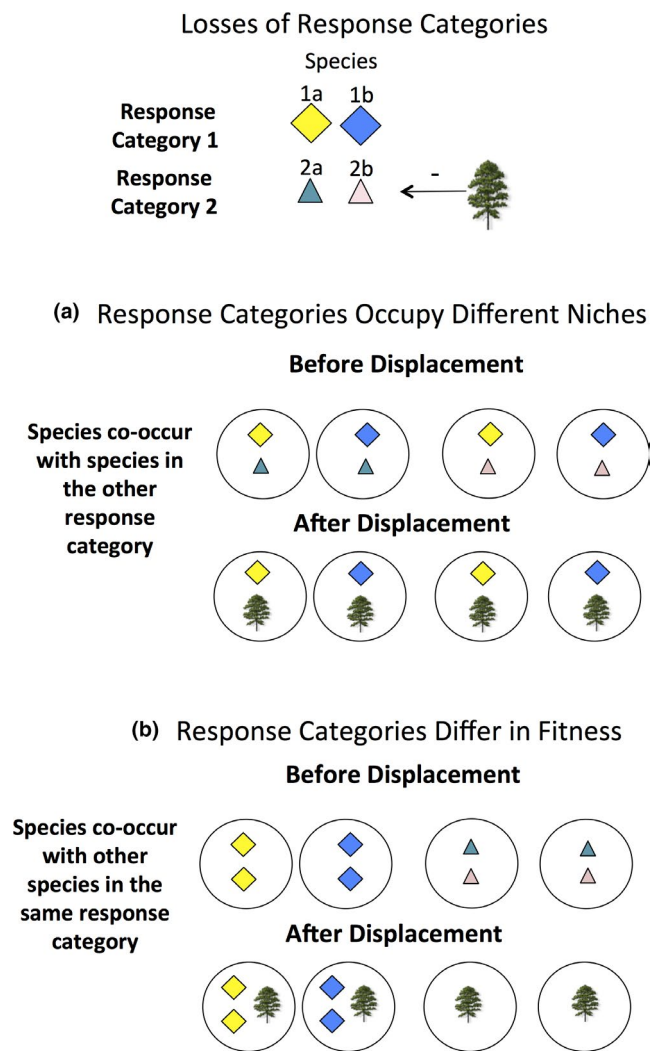 Losses of Response Categories
Species
1a 1b
Response
Category 1
2a 2b
Response
Category 2
-
(a) Response Categories Occupy Different Niches
Before Displacement
Species co-occur
with species in
the other
response
category
After Displacement
(b) Response Categories Differ in Fitness
Before Displacement
Species co-occur
with other
species in the
same response
category
After Displacement